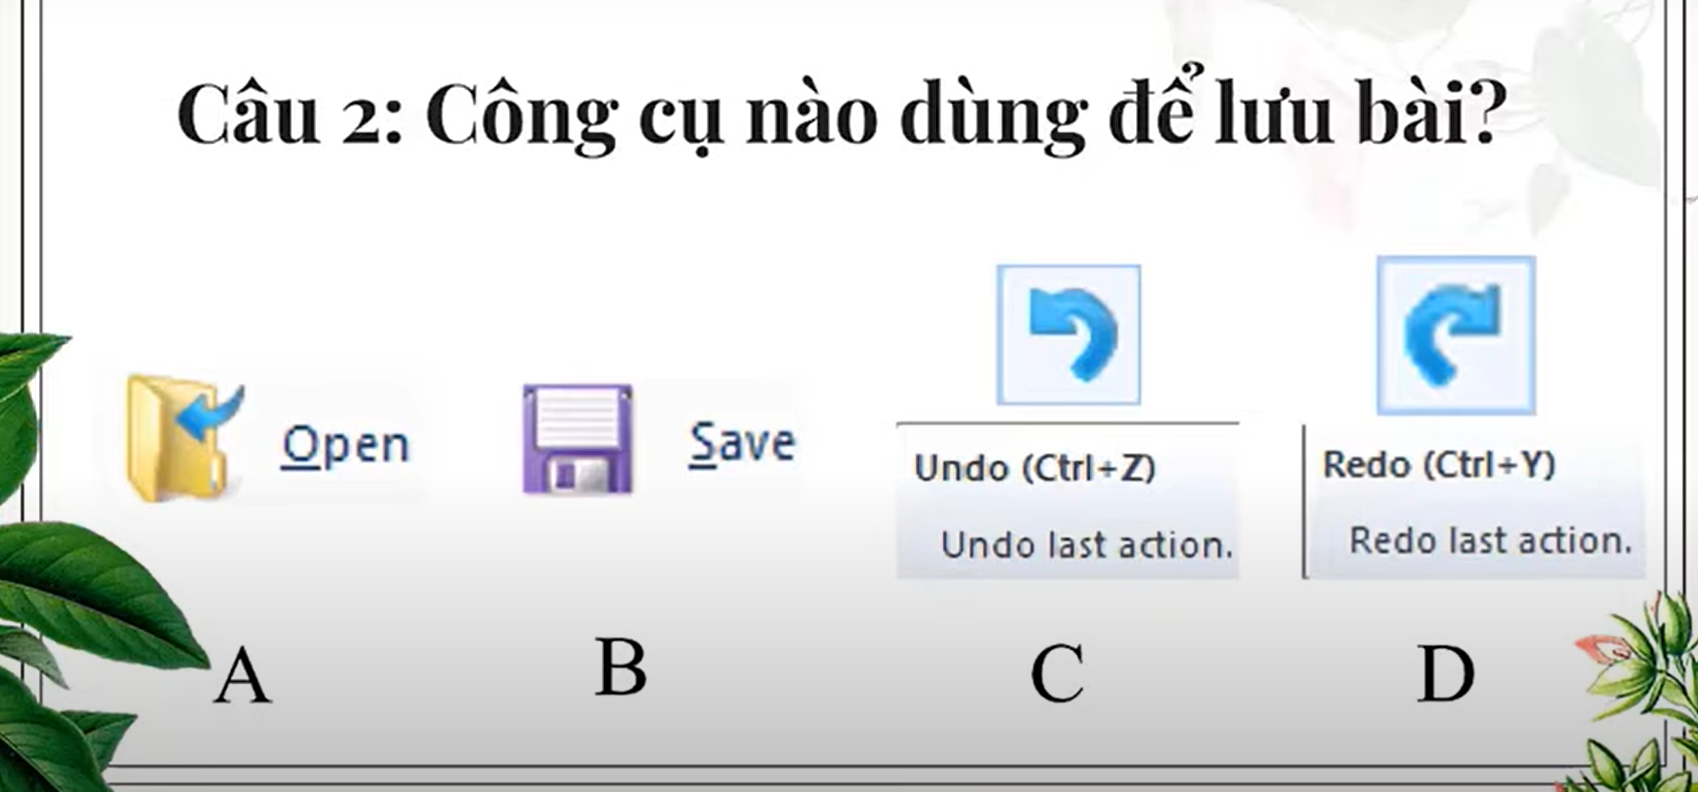 Câu 2: Công cụ nào dùng để lưu bài?
Open
Save
Undo (Ctrl+Z)
Undo last action.
Redo (Ctrl+Y)
Redo last action.
A
B
C
D